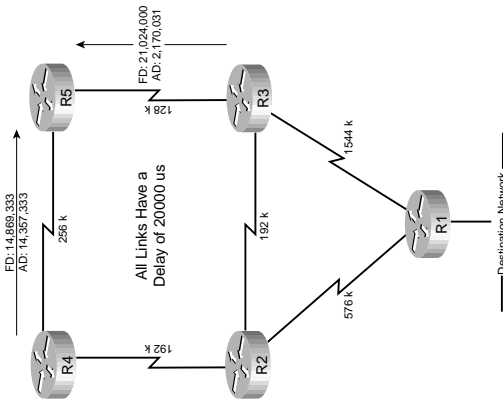 FD: 14,869,333
AD: 14,357,333
FD: 21,024,000
AD: 2,170,031
R5
256 k
128 k
R4
R3
All Links Have a
Delay of 20000 us
192 k
192 k
1544 k
R2
576 k
R1
Destination Network